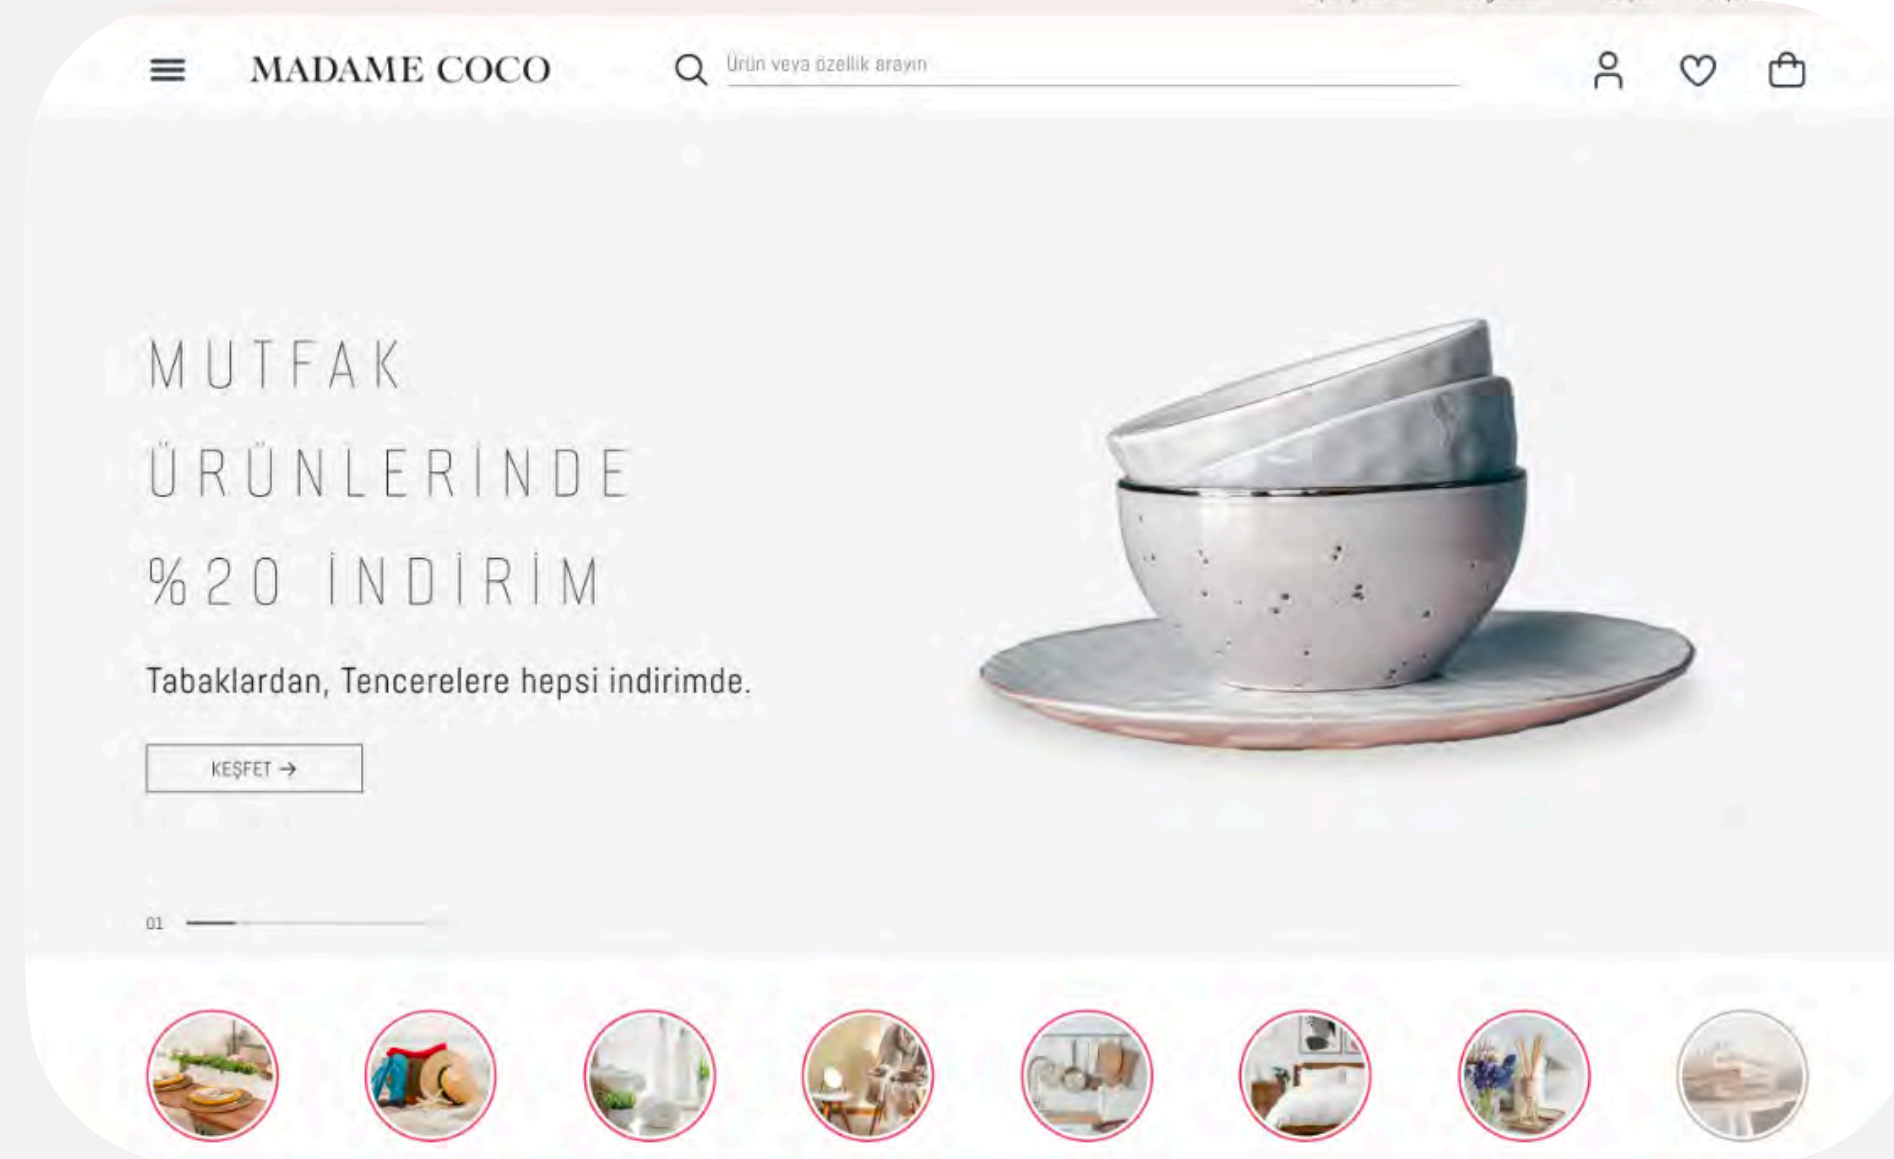 MADAME COCO
Ürün veya özellik arayın
MUTFAK
ÜRÜNLERİNDE
%20 İNDİRİM
Tabaklardan, Tencerelere hepsi indirimde.
KEŞFET →
01